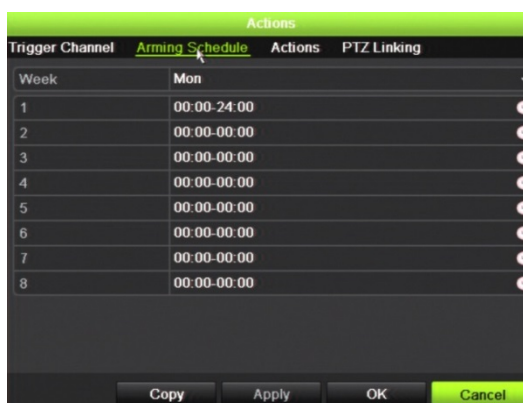 Actions
Trigger Channel Arming Schedule Actions PTZ Linking
Week Mon
1 00:00-24:00
2 00:00-00:00
3 00:00-00:00
4 00:00-00:00
5 00:00-00:00
6 00:00-00:00
7 00:00-00:00
8 00:00-00:00
Copy Apply OK Cancel